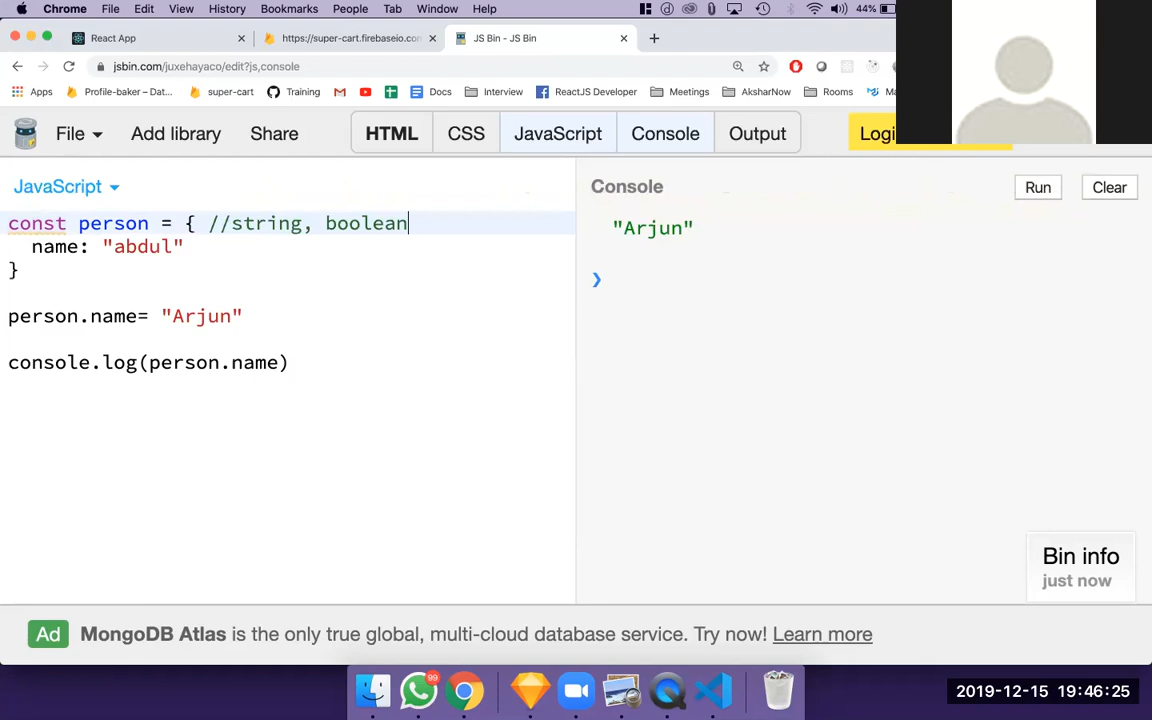 Chrome File Edit View History Bookmarks People Tab Window Help 44%
React App https://super-cart.firebaseio.com JS Bin - JS Bin
jsbin.com/juxehayaco/edit?js,console
Apps Profile-baker – Dat... super-cart Training Docs Interview ReactJS Developer Meetings AksharNow Rooms Ma
File Add library Share HTML CSS JavaScript Console Output Logi
JavaScript
const person = { //string, boolean
name: "abdul"
}
person.name= "Arjun"
console.log(person.name)
Console Run Clear
"Arjun"
Bin info
just now
Ad MongoDB Atlas is the only true global, multi-cloud database service. Try now! Learn more
99
2019-12-15 19:46:25